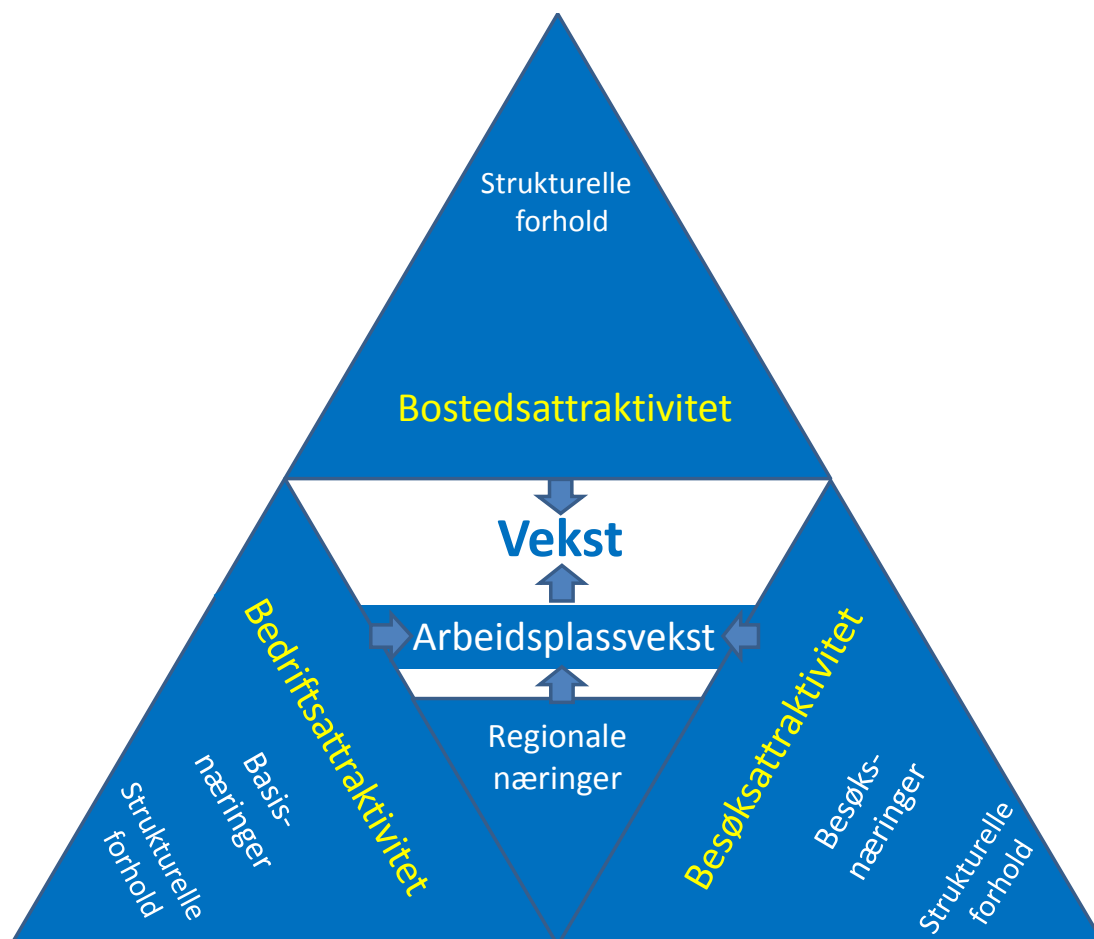 Strukturelle
forhold
Bostedsattraktivitet
Vekst
Arbeidsplassvekst
Regionale
næringer
Bedriftsattraktivitet
Basis-
næringer
Strukturelle
forhold
Besøksattraktivitet
Besøks-
næringer
Strukturelle
forhold